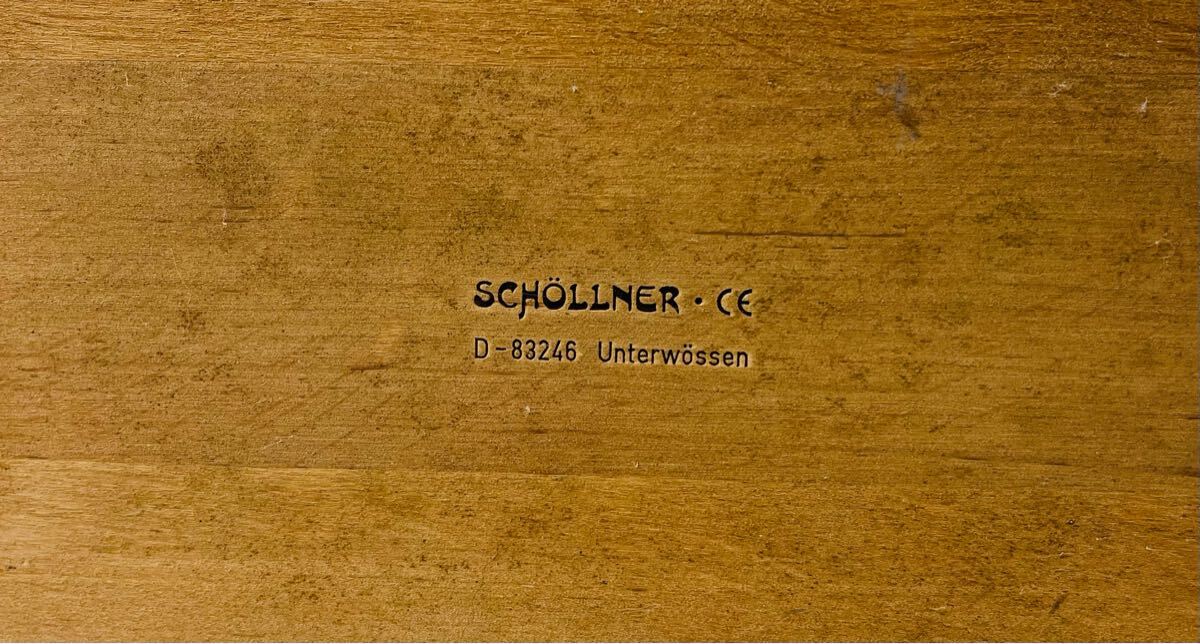 SCHÖLLNER · CE
D-83246 Unterwössen